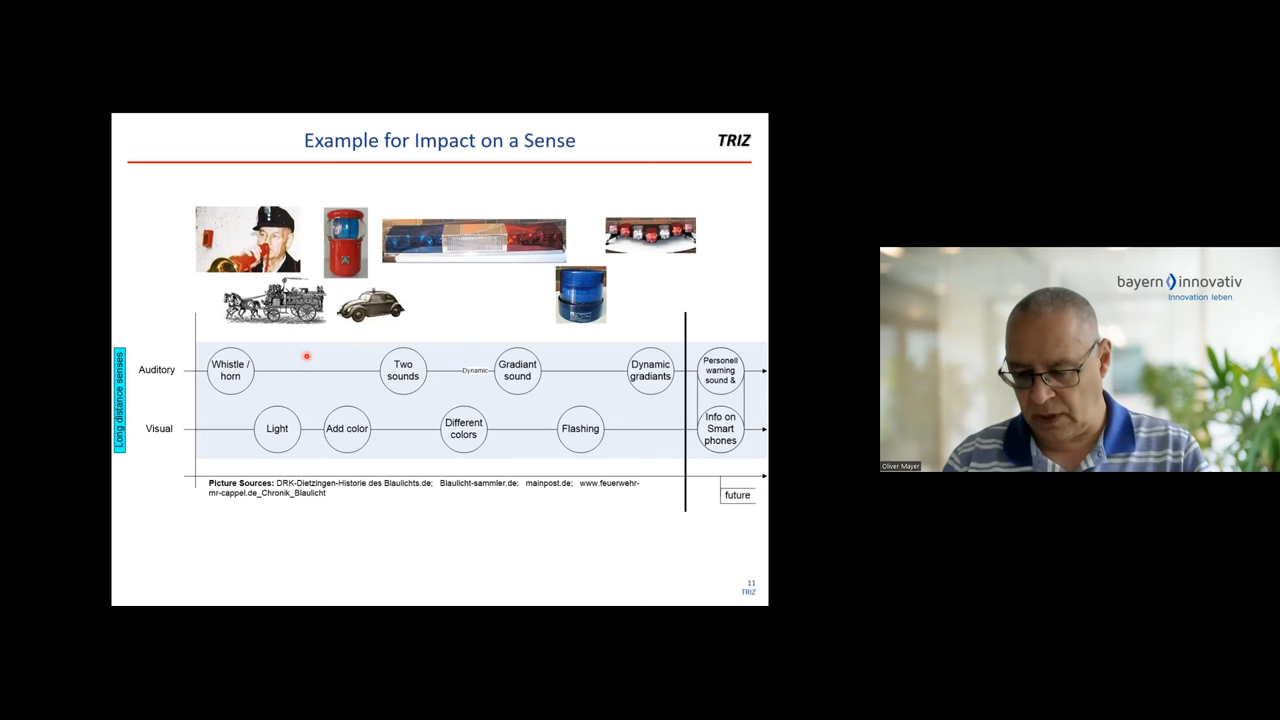 Example for Impact on a Sense
TRIZ
Long distance senses
Auditory
Whistle /
horn
Two
sounds
Dynamic
Gradiant
sound
Dynamic
gradiants
Personell
warning
sound &
Visual
Light
Add color
Different
colors
Flashing
Info on
Smart
phones
Picture Sources: DRK-Dietzingen-Historie des Blaulichts.de; Blaulicht-sammler.de; mainpost.de; www.feuerwehr-
mr-cappel.de_Chronik_Blaulicht
future
11
TRIZ
bayern innovativ
Innovation leben.
Oliver Mayer